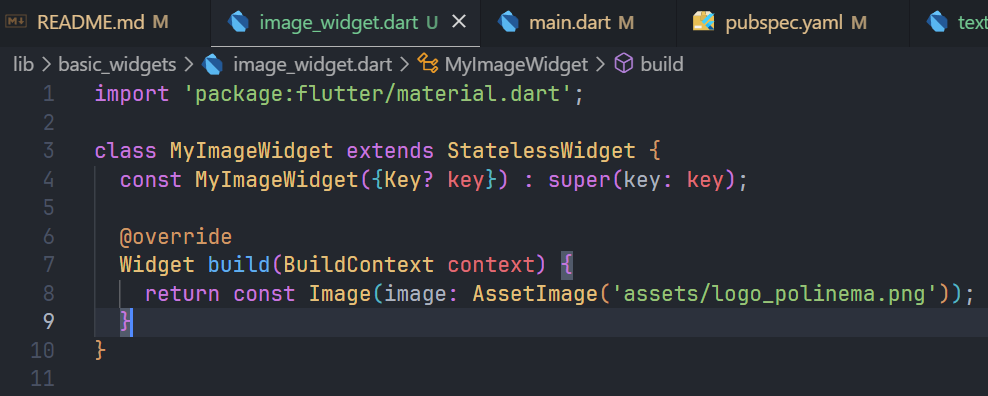 README.md M image_widget.dart U main.dart M pubspec.yaml M text
lib > basic_widgets > image_widget.dart > MyImageWidget > build
1 import 'package:flutter/material.dart';
2
3 class MyImageWidget extends StatelessWidget {
4 const MyImageWidget({Key? key}) : super(key: key);
5
6 @override
7 Widget build(BuildContext context) {
8 return const Image(image: AssetImage('assets/logo_polinema.png'));
9 }
10 }
11